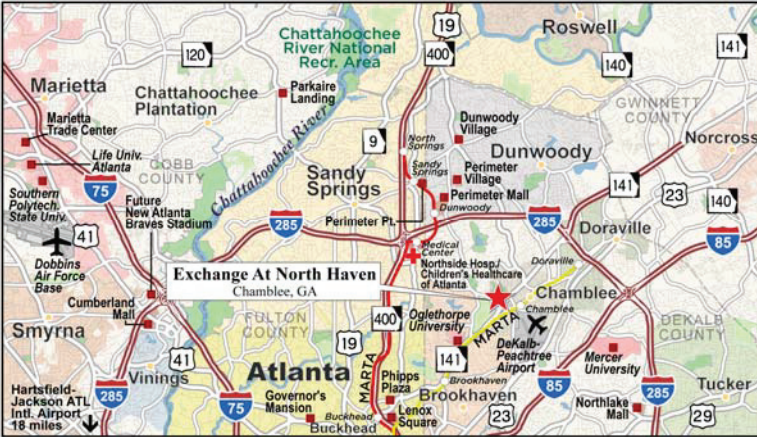 Chattahoochee
River National
Recr. Area
19
400
Roswell
141
120
140
Marietta
Chattahoochee
Plantation
Parkaire
Landing
GWINNETT
COUNTY
Marietta
Trade Center
Life Univ.
Atlanta
COBB
COUNTY
Chattahoochee River
9
North
Springs
Sandy
Springs
Dunwoody
Village
Dunwoody
Norcross
Sandy
Springs
Perimeter
Village
Perimeter Mall
Dunwoody
Perimeter Pl.
75
Southern
Polytech.
State Univ.
41
Future
New Atlanta
Braves Stadium
285
285
141
23
140
Doraville
85
Dobbins
Air Force
Base
Medical
Center
Northside Hosp./
Children's Healthcare
of Atlanta
Doraville
Exchange At North Haven
Chamblee, GA
Chamblee
Chamblee
Cumberland
Mall
Smyrna
FULTON
COUNTY
400
Oglethorpe
University
MARTA
DeKalb-
Peachtree
Airport
DEKALB
COUNTY
41
19
141
Mercer
University
Vinings
Atlanta
MARTA
Phipps
Plaza
Brookhaven
Brookhaven
85
Tucker
Hartsfield-
Jackson ATL
Intl. Airport
18 miles
285
75
Governor's
Mansion
Buckhead
Buckhead
Lenox
Square
23
Northlake
Mall
285
29